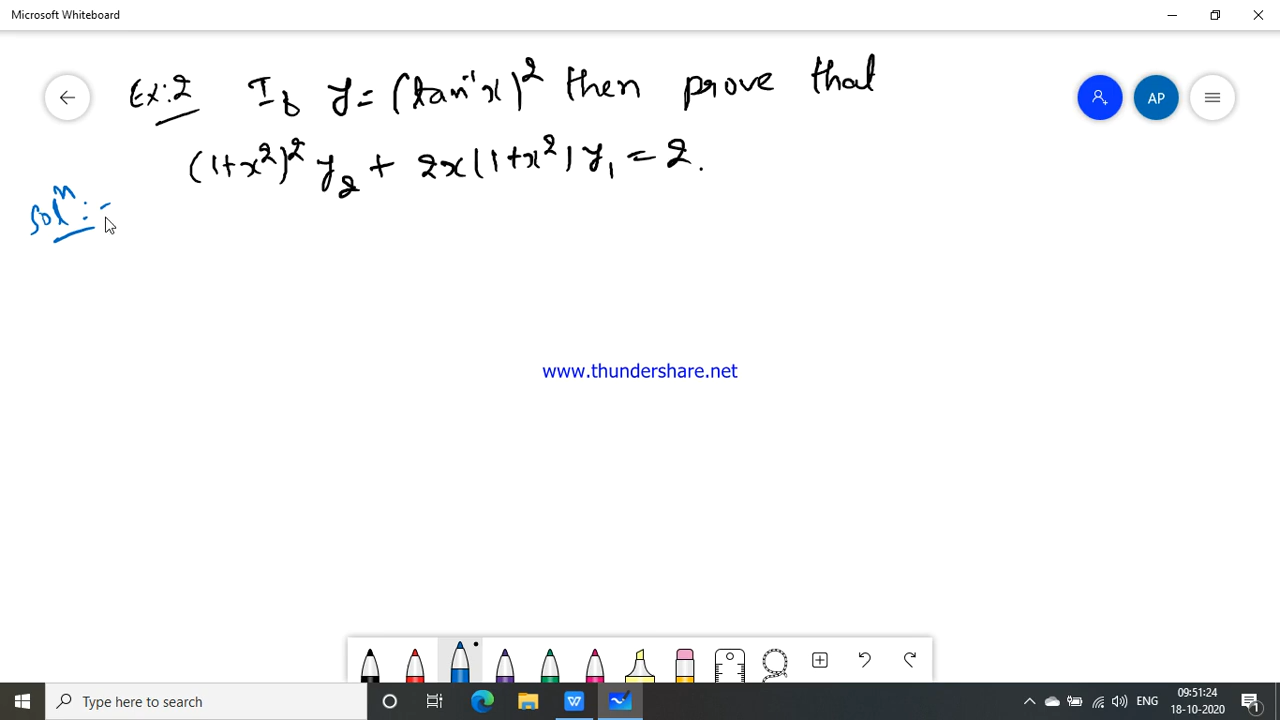 Microsoft Whiteboard
Ex:2 If y = (tan⁻¹x)² then prove that
(1+x²)² y₂ + 2x(1+x²) y₁ = 2.
Solⁿ :-
AP
www.thundershare.net
Type here to search
ENG
09:51:24
18-10-2020
1